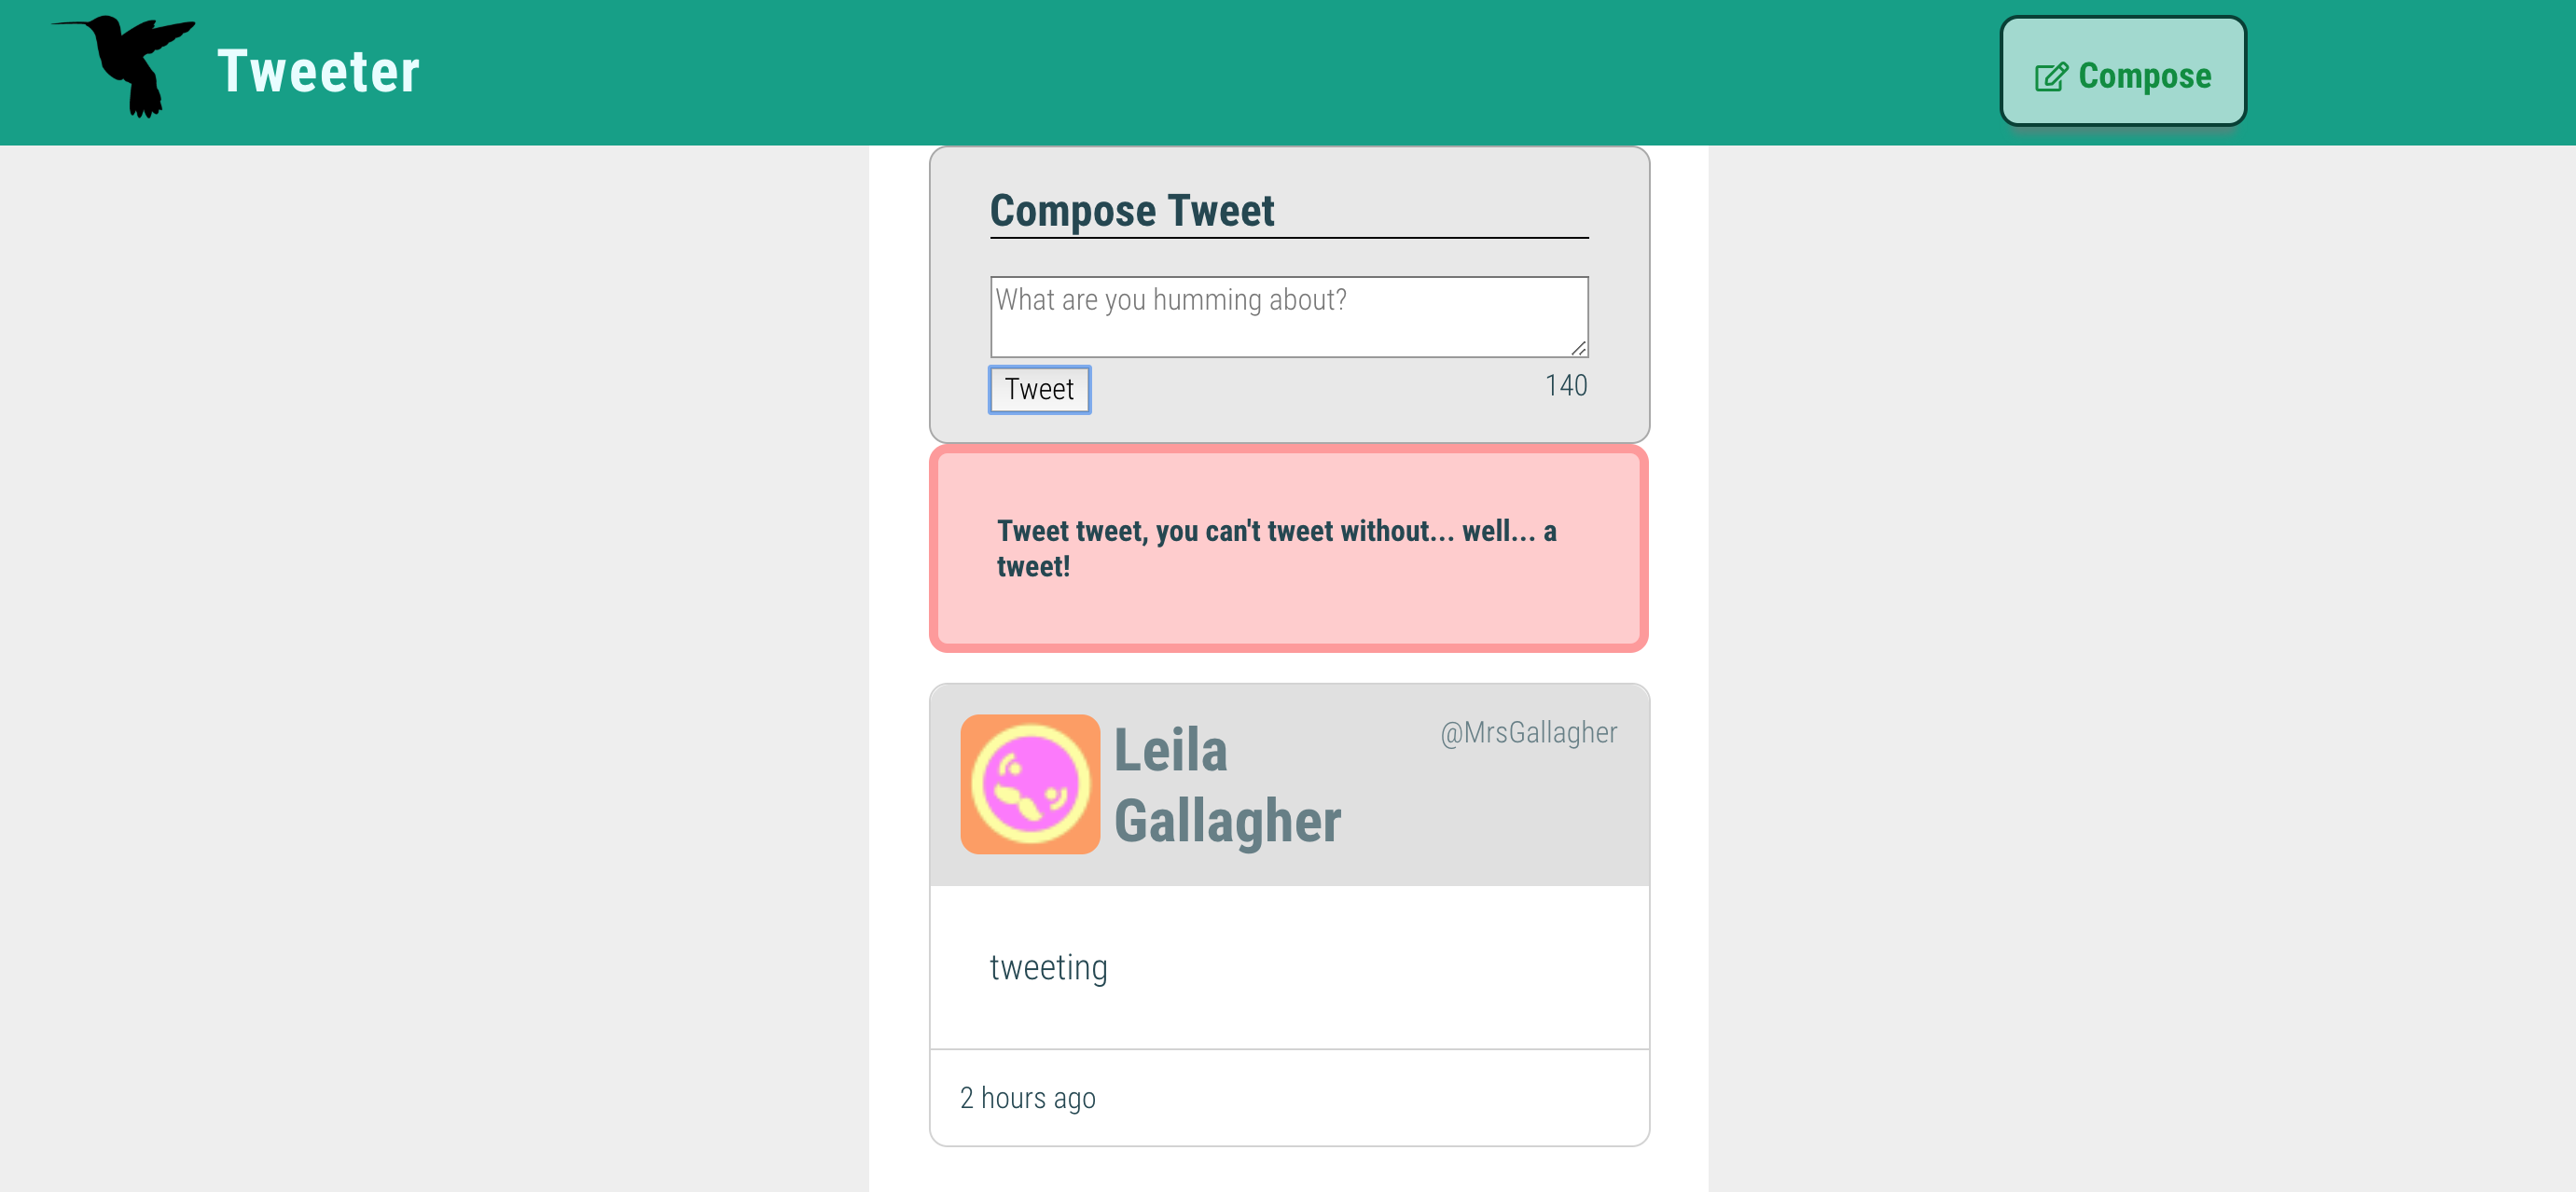 Tweeter
Compose
Compose Tweet
What are you humming about?
Tweet
140
Tweet tweet, you can't tweet without... well... a
tweet!
Leila
Gallagher
@MrsGallagher
tweeting
2 hours ago